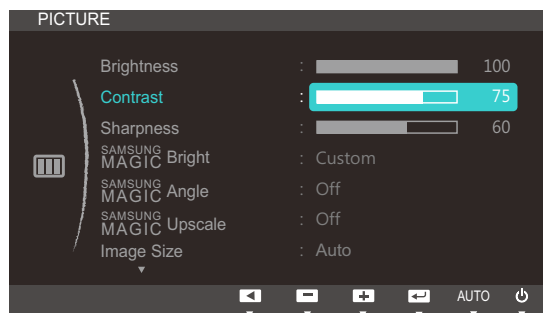 PICTURE
Brightness : 100
Contrast : 75
Sharpness : 60
SAMSUNG MAGIC Bright : Custom
SAMSUNG MAGIC Angle : Off
SAMSUNG MAGIC Upscale : Off
Image Size : Auto
AUTO